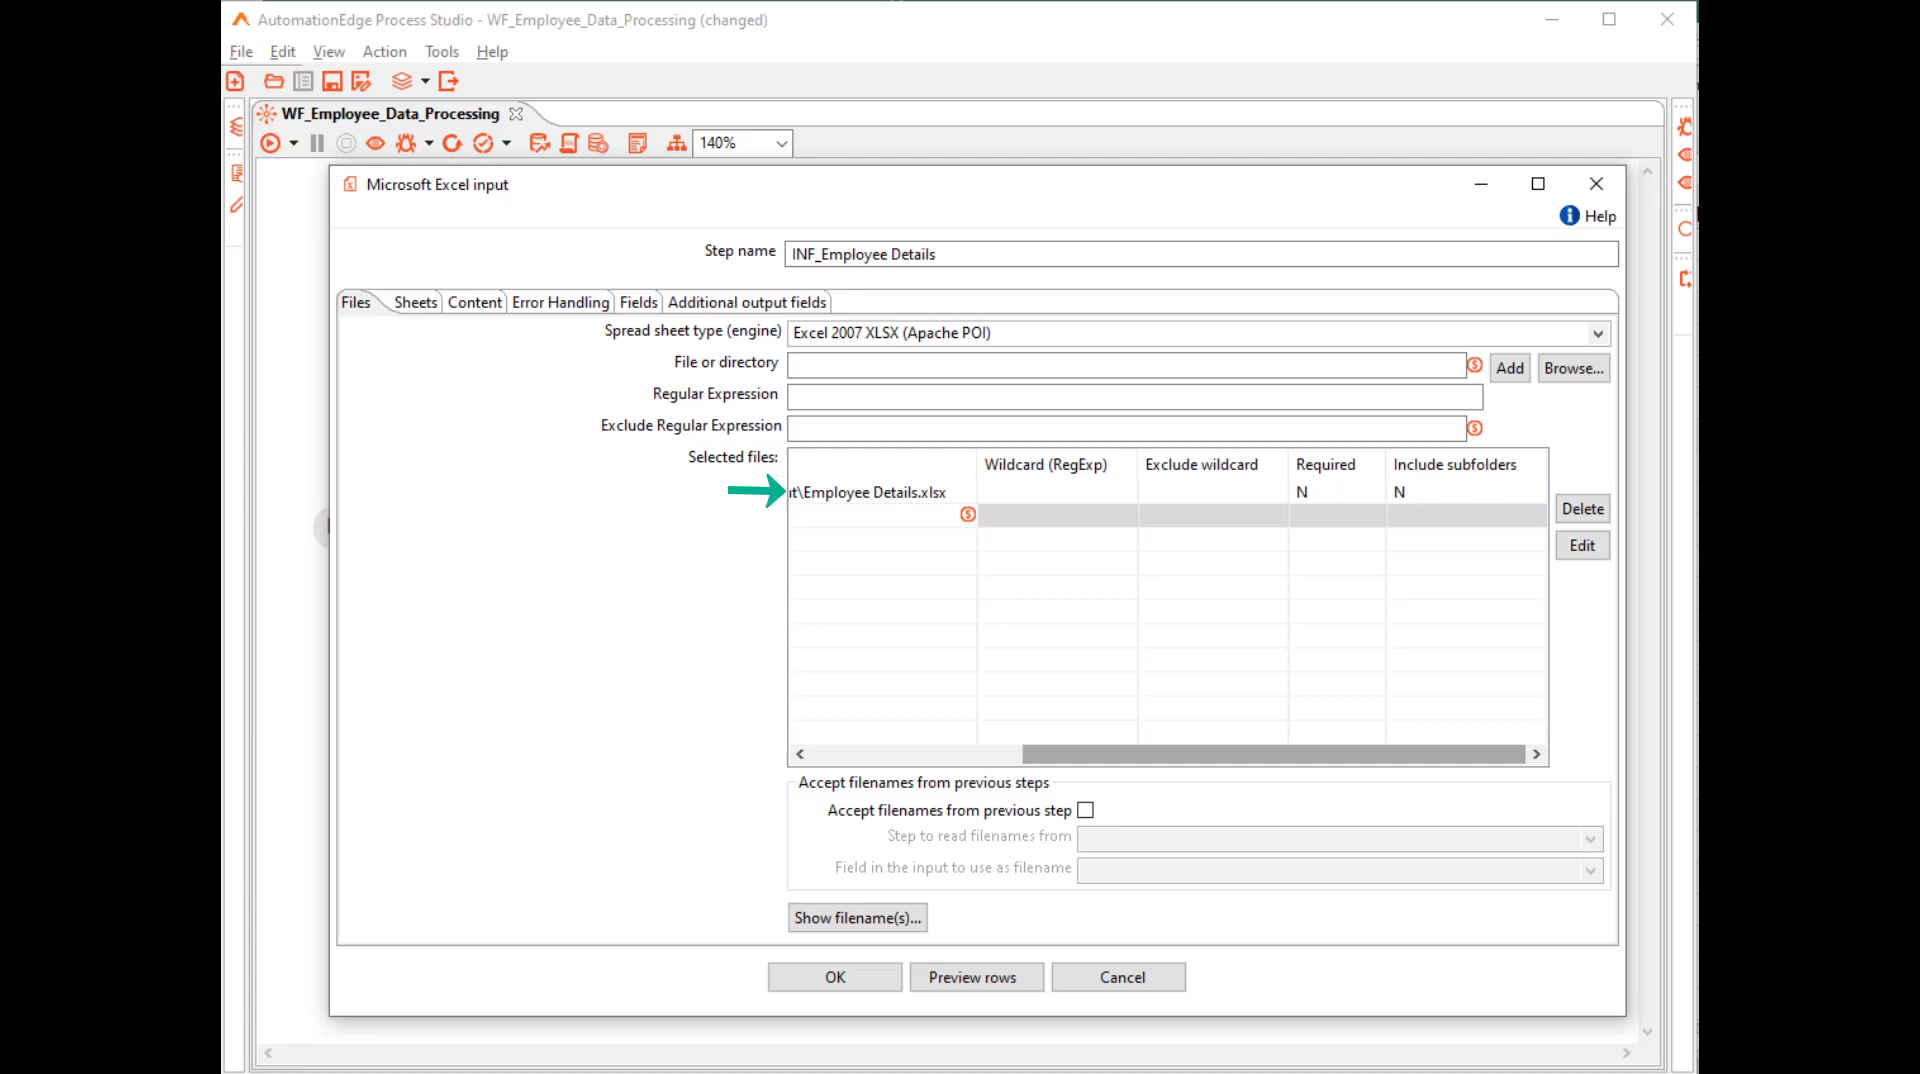 AutomationEdge Process Studio - WF_Employee_Data_Processing (changed)
File Edit View Action Tools Help
WF_Employee_Data_Processing
140%
Microsoft Excel input
Help
Step name INF_Employee Details
Files Sheets Content Error Handling Fields Additional output fields
Spread sheet type (engine) Excel 2007 XLSX (Apache POI)
File or directory Add Browse...
Regular Expression
Exclude Regular Expression
Selected files: Wildcard (RegExp) Exclude wildcard Required Include subfolders
\Employee Details.xlsx N N
Delete
Edit
Accept filenames from previous steps
Accept filenames from previous step
Step to read filenames from
Field in the input to use as filename
Show filename(s)...
OK Preview rows Cancel